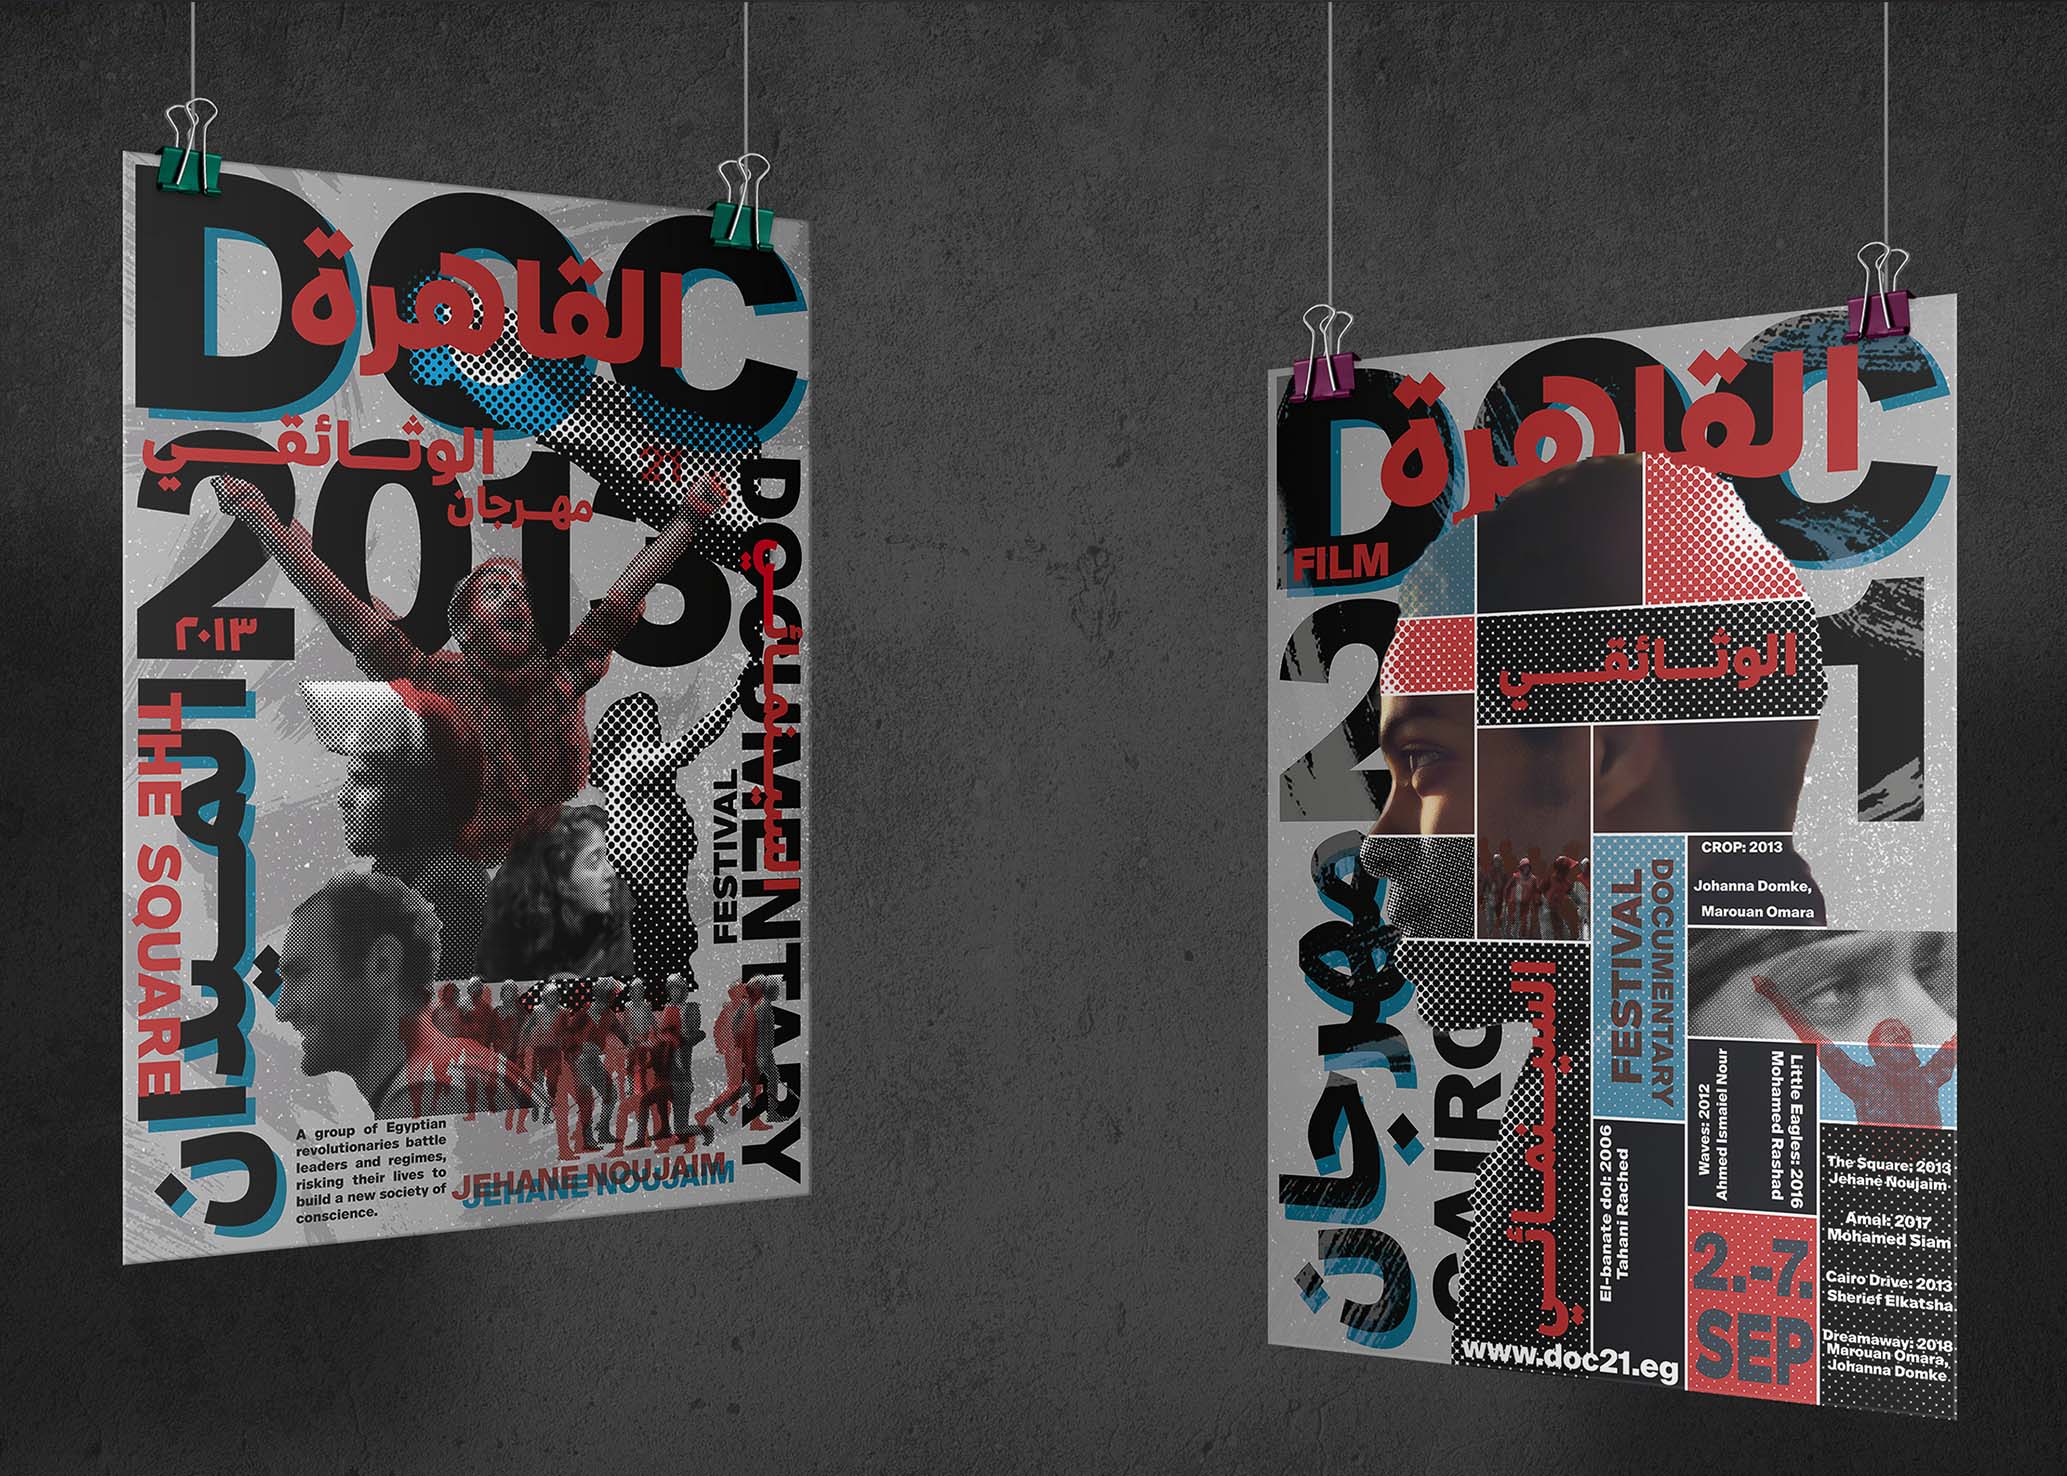 DOC
القاهرة
الوثائقي
مهرجان
2013
٢٠١٣
THE SQUARE
الميدان
DOCUMENTARY
السينمائي
FESTIVAL
A group of Egyptian
revolutionaries battle
leaders and regimes,
risking their lives to
build a new society of
conscience.
JEHANE NOUJAIM
DOC
القاهرة
FILM
21
الوثائقي
مهرجان
CAIRO
السينمائي
FESTIVAL
DOCUMENTARY
CROP: 2013
Johanna Domke,
Marouan Omara
Waves: 2012
Ahmed Ismaiel Nour
Little Eagles: 2016
Mohamed Rashad
El-banate dol: 2006
Tahani Rached
The Square: 2013
Jehane Noujaim
Amal: 2017
Mohamed Siam
Cairo Drive: 2013
Sherief Elkatsha
Dreamaway: 2018
Marouan Omara,
Johanna Domke
2.-7.
SEP
www.doc21.eg